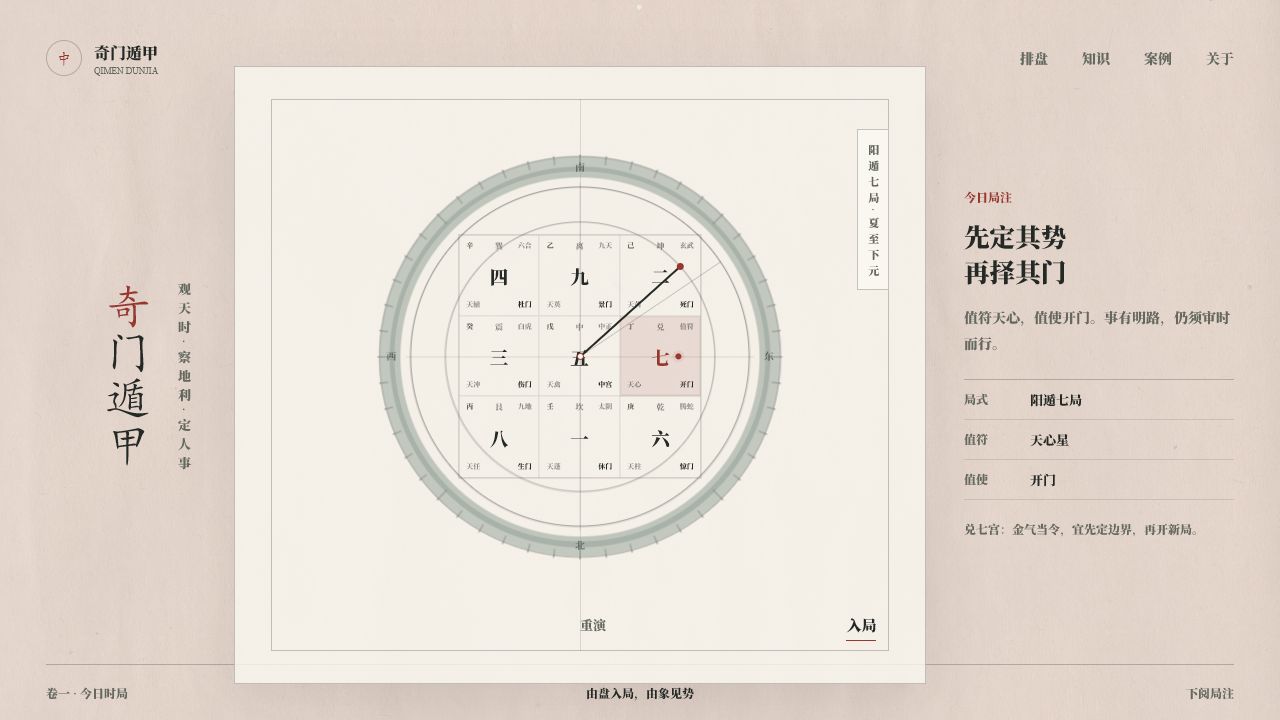 中
奇门遁甲
QIMEN DUNJIA
排盘
知识
案例
关于
奇门遁甲
观天时·察地利·定人事
阳遁七局·夏至下元
南
西
东
北
辛 巽 六合
四
天辅 杜门
乙 离 九天
九
天英 景门
己 坤 玄武
二
死门
癸 震 白虎
三
天冲 伤门
戊 中
五
天禽 中宫
丁 兑 值符
七
天心 开门
丙 艮 九地
八
天任 生门
壬 坎 太阴
一
天蓬 休门
庚 乾
六
天柱 惊门
重演
入局
今日局注
先定其势
再择其门
值符天心，值使开门。事有明路，仍须审时
而行。
局式 阳遁七局
值符 天心星
值使 开门
兑七宫：金气当令，宜先定边界，再开新局。
卷一 · 今日时局
由盘入局，由象见势
下阅局注